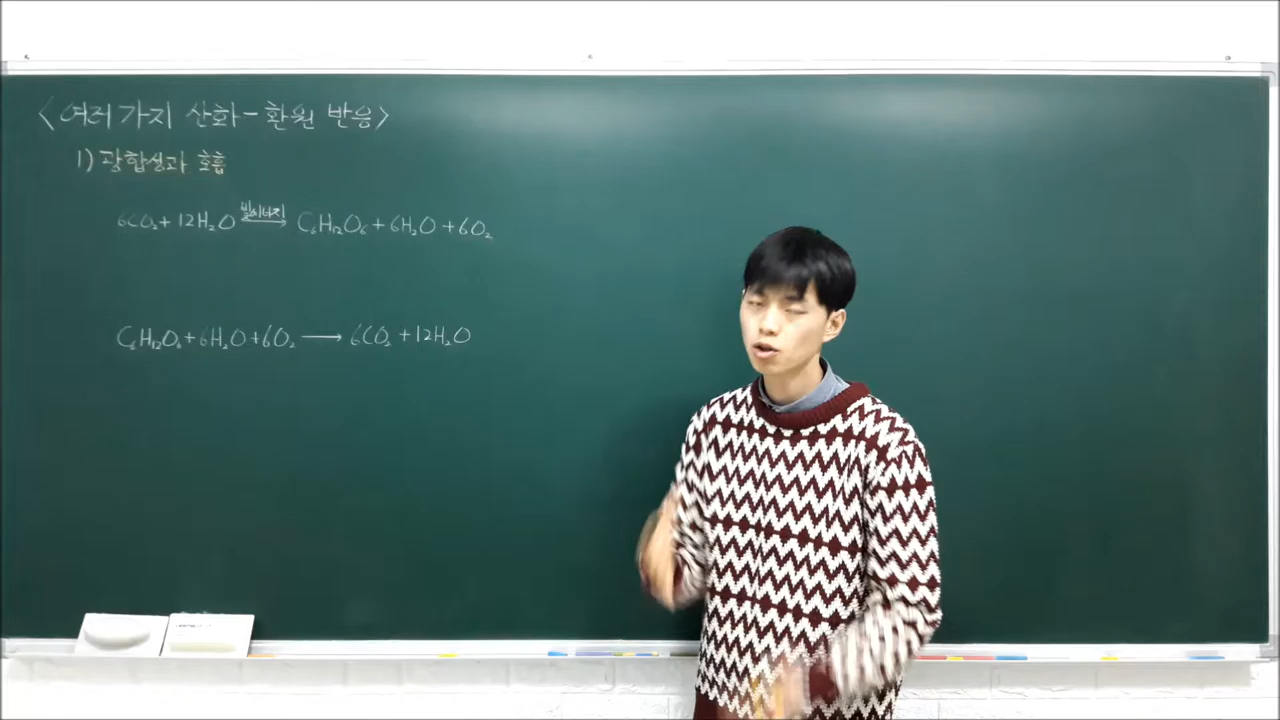 <여러 가지 산화-환원 반응>
1) 광합성과 호흡
6CO₂ + 12H₂O 빛에너지 → C₆H₁₂O₆ + 6H₂O + 6O₂
C₆H₁₂O₆ + 6H₂O + 6O₂ → 6CO₂ + 12H₂O